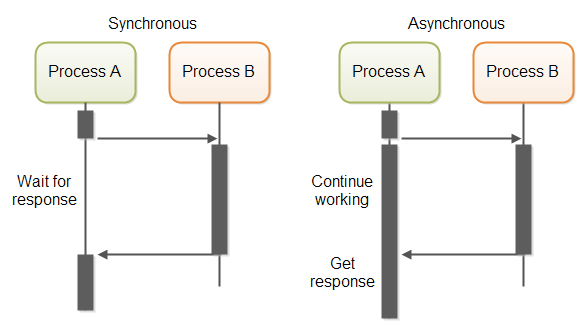 Synchronous
Asynchronous
Process A
Process B
Process A
Process B
Wait for
response
Continue
working
Get
response